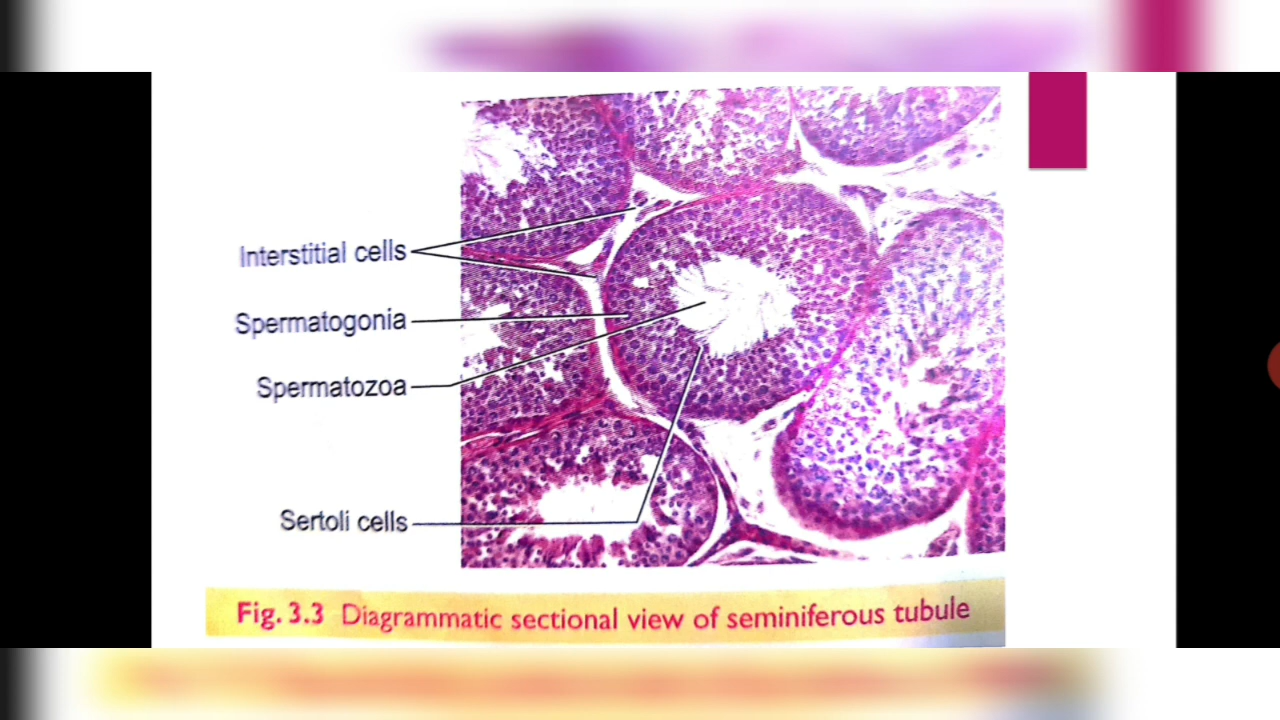 Interstitial cells
Spermatogonia
Spermatozoa
Sertoli cells
Fig. 3.3 Diagrammatic sectional view of seminiferous tubule